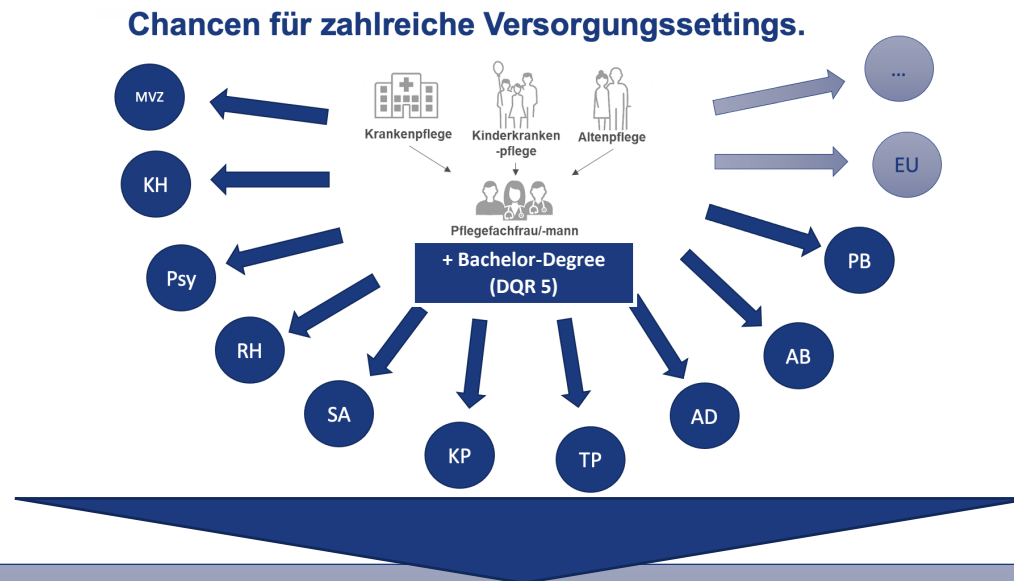 Chancen für zahlreiche Versorgungssettings.
Krankenpflege
Kinderkranken
-pflege
Altenpflege
Pflegefachfrau/-mann
+ Bachelor-Degree
(DQR 5)
MVZ
KH
Psy
RH
SA
KP
TP
AD
AB
PB
EU
...